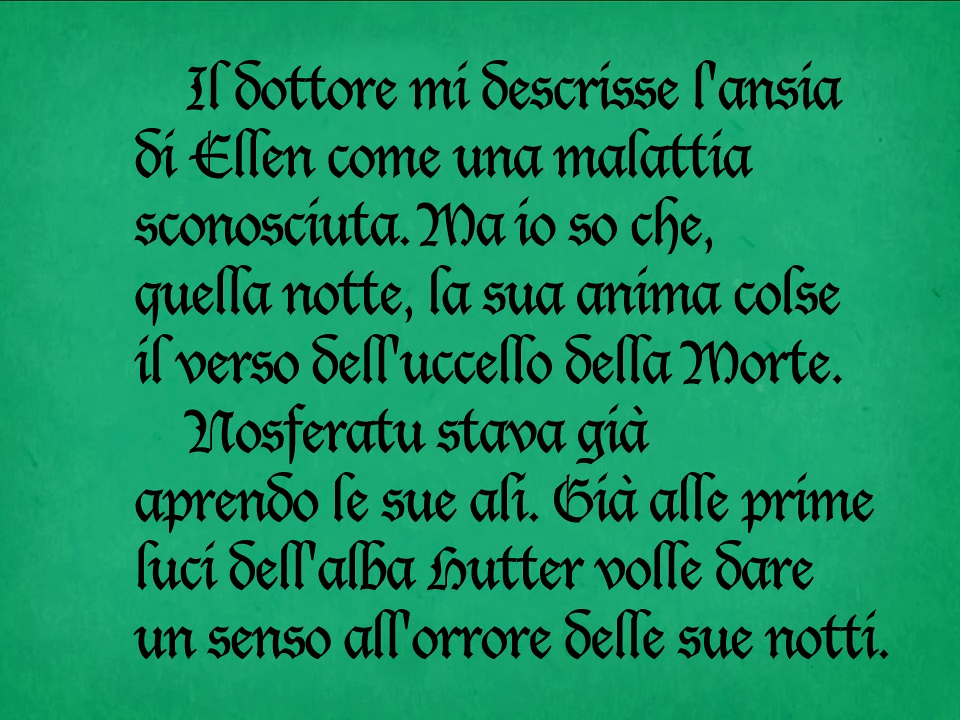 Il dottore mi descrisse l'ansia
di Ellen come una malattia
sconosciuta. Ma io so che,
quella notte, la sua anima colse
il verso dell'uccello della Morte.
Nosferatu stava già
aprendo le sue ali. Già alle prime
luci dell'alba Hutter volle dare
un senso all'orrore delle sue notti.